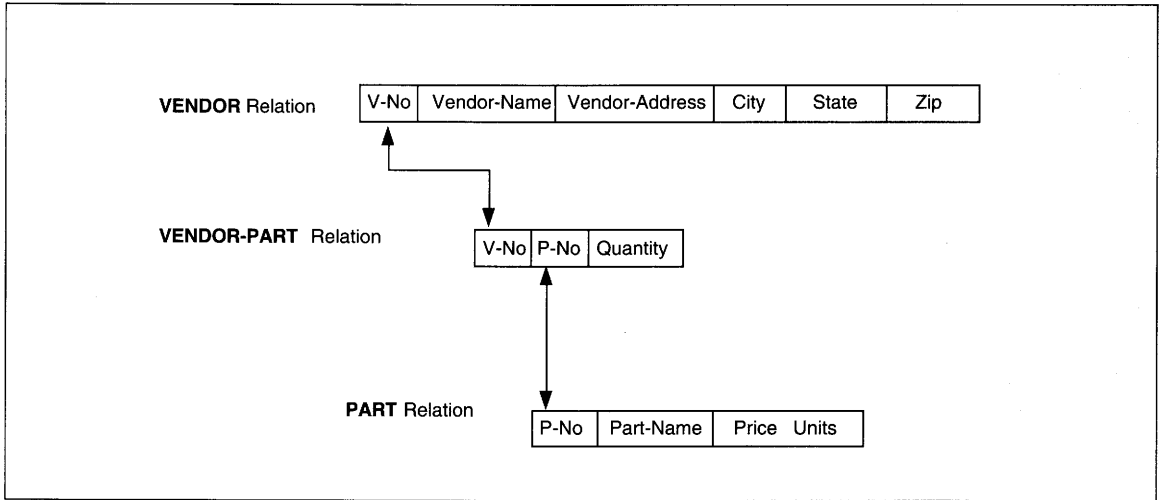 VENDOR Relation
V-No Vendor-Name Vendor-Address City State Zip
VENDOR-PART Relation
V-No P-No Quantity
PART Relation
P-No Part-Name Price Units